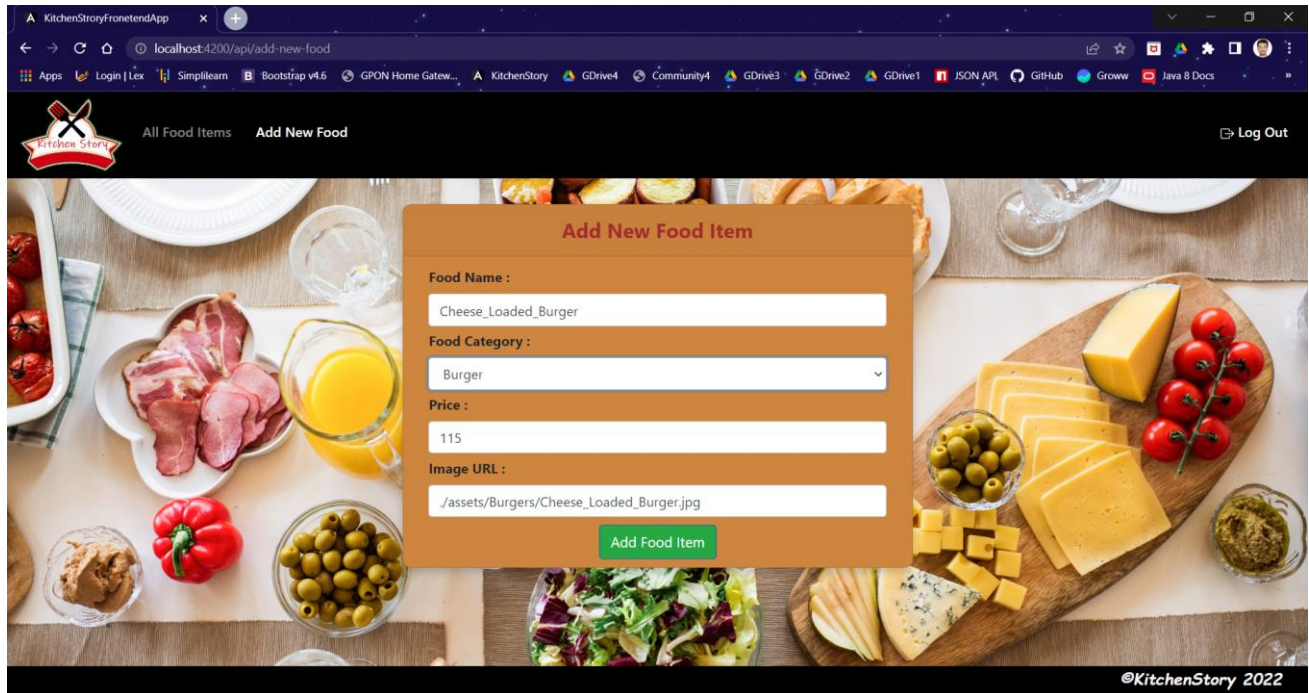 KitchenStroryFronetendApp
localhost:4200/api/add-new-food
Apps Login | Lex Simplilearn Bootstrap v4.6 GPON Home Gatew... KitchenStory GDrive4 Community4 GDrive3 GDrive2 GDrive1 JSON API, GitHub Groww Java 8 Docs »
Kitchen Story
All Food Items Add New Food Log Out
Add New Food Item
Food Name :
Cheese_Loaded_Burger
Food Category :
Burger
Price :
115
Image URL :
./assets/Burgers/Cheese_Loaded_Burger.jpg
Add Food Item
©KitchenStory 2022